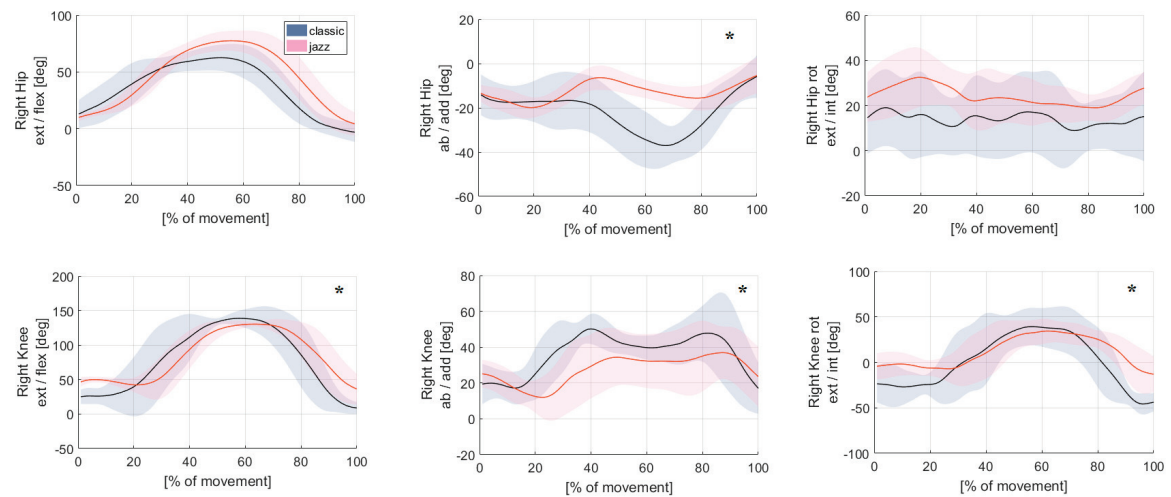 Right Hip
ext / flex [deg]
100
50
0
-50
0 20 40 60 80 100
[% of movement]
classic
jazz
Right Hip
ab / add [deg]
20
0
-20
-40
-60
0 20 40 60 80 100
[% of movement]
*
Right Hip rot
ext / int [deg]
60
40
20
0
-20
0 20 40 60 80 100
[% of movement]
Right Knee
ext / flex [deg]
200
150
100
50
0
-50
0 20 40 60 80 100
[% of movement]
*
Right Knee
ab / add [deg]
80
60
40
20
0
-20
0 20 40 60 80 100
[% of movement]
*
Right Knee rot
ext / int [deg]
100
50
0
-50
-100
0 20 40 60 80 100
[% of movement]
*